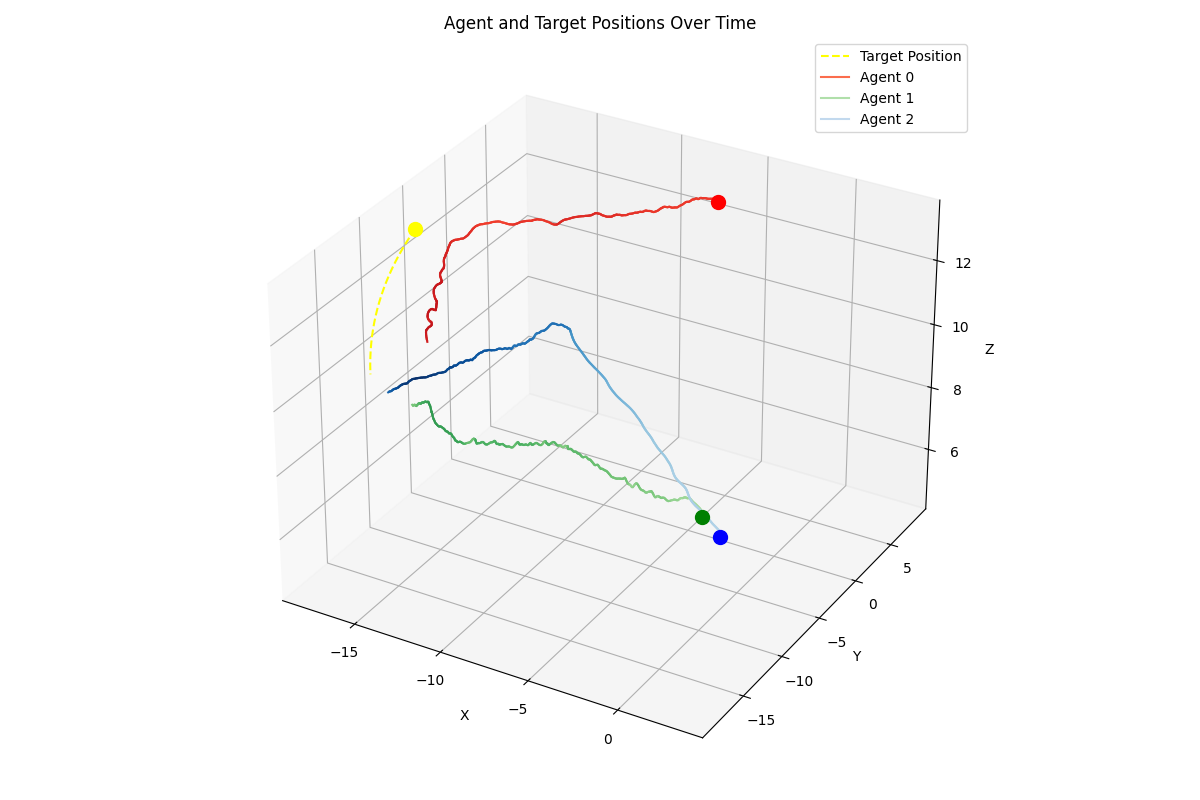 Agent and Target Positions Over Time
Target Position
Agent 0
Agent 1
Agent 2
12
10
Z
8
6
5
0
−5
Y
−10
−15
−15
−10
X
−5
0